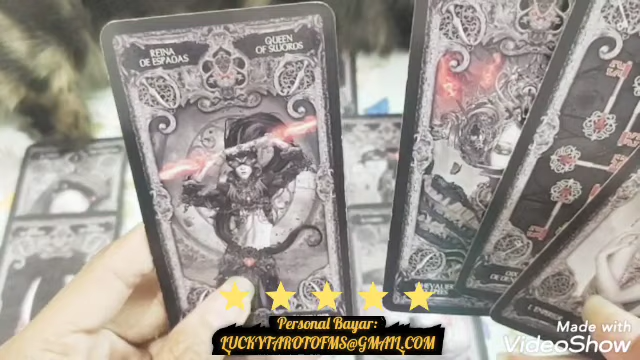 REINA
DE ESPADAS
QUEEN
OF SWORDS
Personal Bayar:
LUCKYTAROTOFMS@GMAIL.COM
Made with
VideoShow